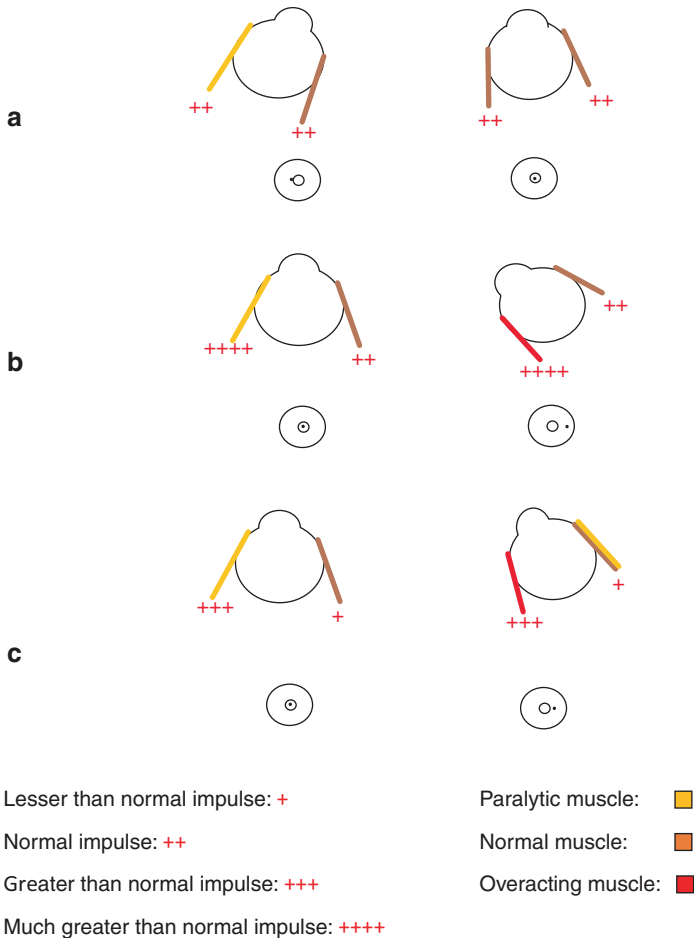 ++ ++ ++ ++
a
++++ ++ ++ ++++
b
+++ + + +++
c
Lesser than normal impulse: + Paralytic muscle:
Normal impulse: ++ Normal muscle:
Greater than normal impulse: +++ Overacting muscle:
Much greater than normal impulse: ++++